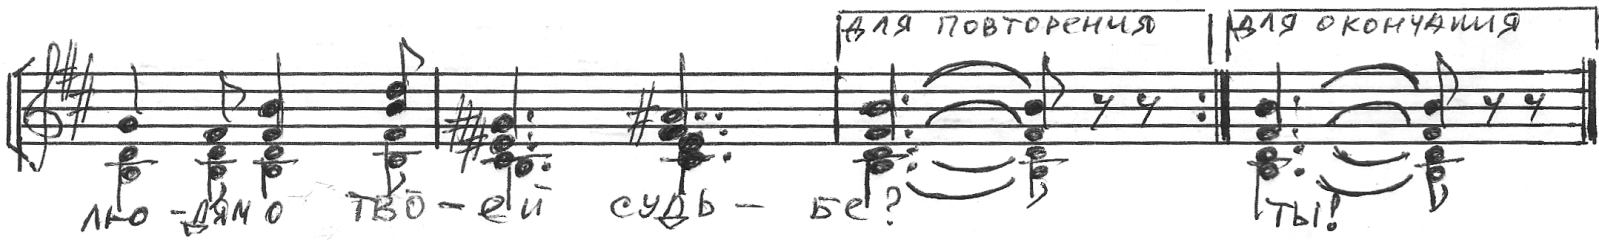 для повторения для окончания
лю - дям о тво - ей судь - бе? ты!